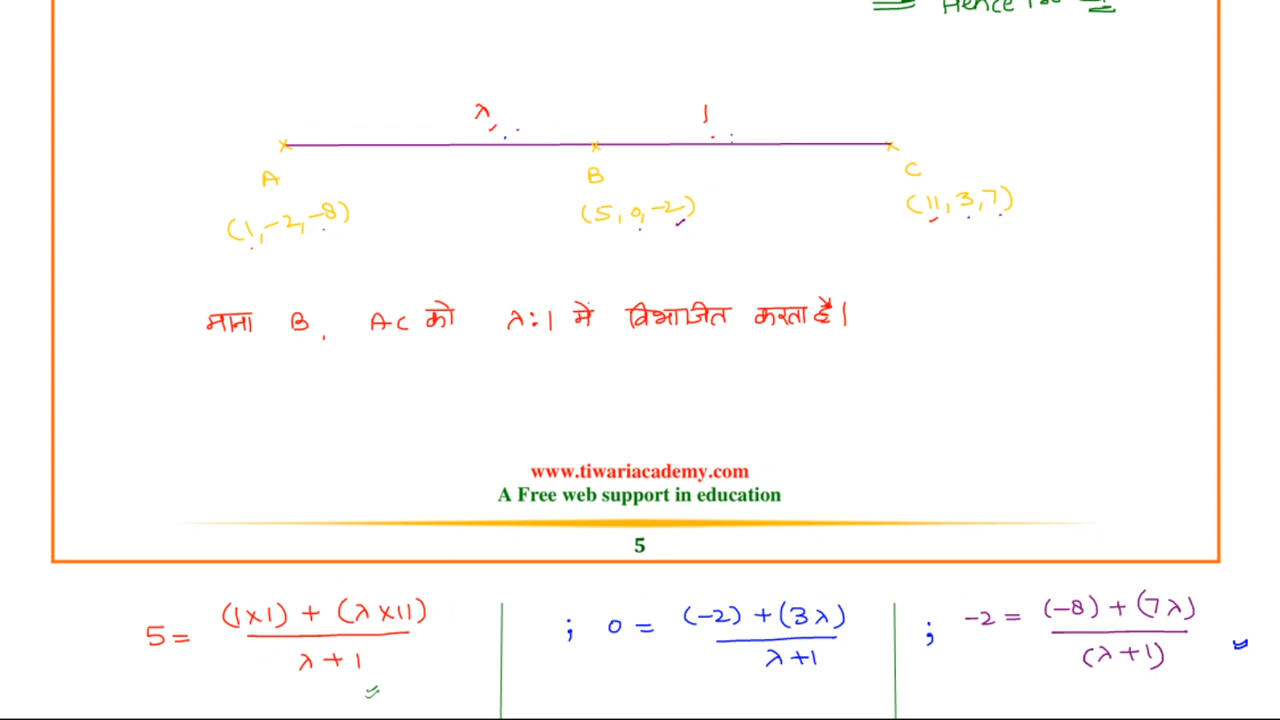 Hence
λ 1
A B C
(1,-2,-8) (5,0,-2) (11,3,7)
माना B, AC को λ:1 में विभाजित करता है।
www.tiwariacademy.com
A Free web support in education
5
5 = (1×1) + (λ×11) / λ+1 ; 0 = (-2) + (3λ) / λ+1 ; -2 = (-8) + (7λ) / (λ+1)